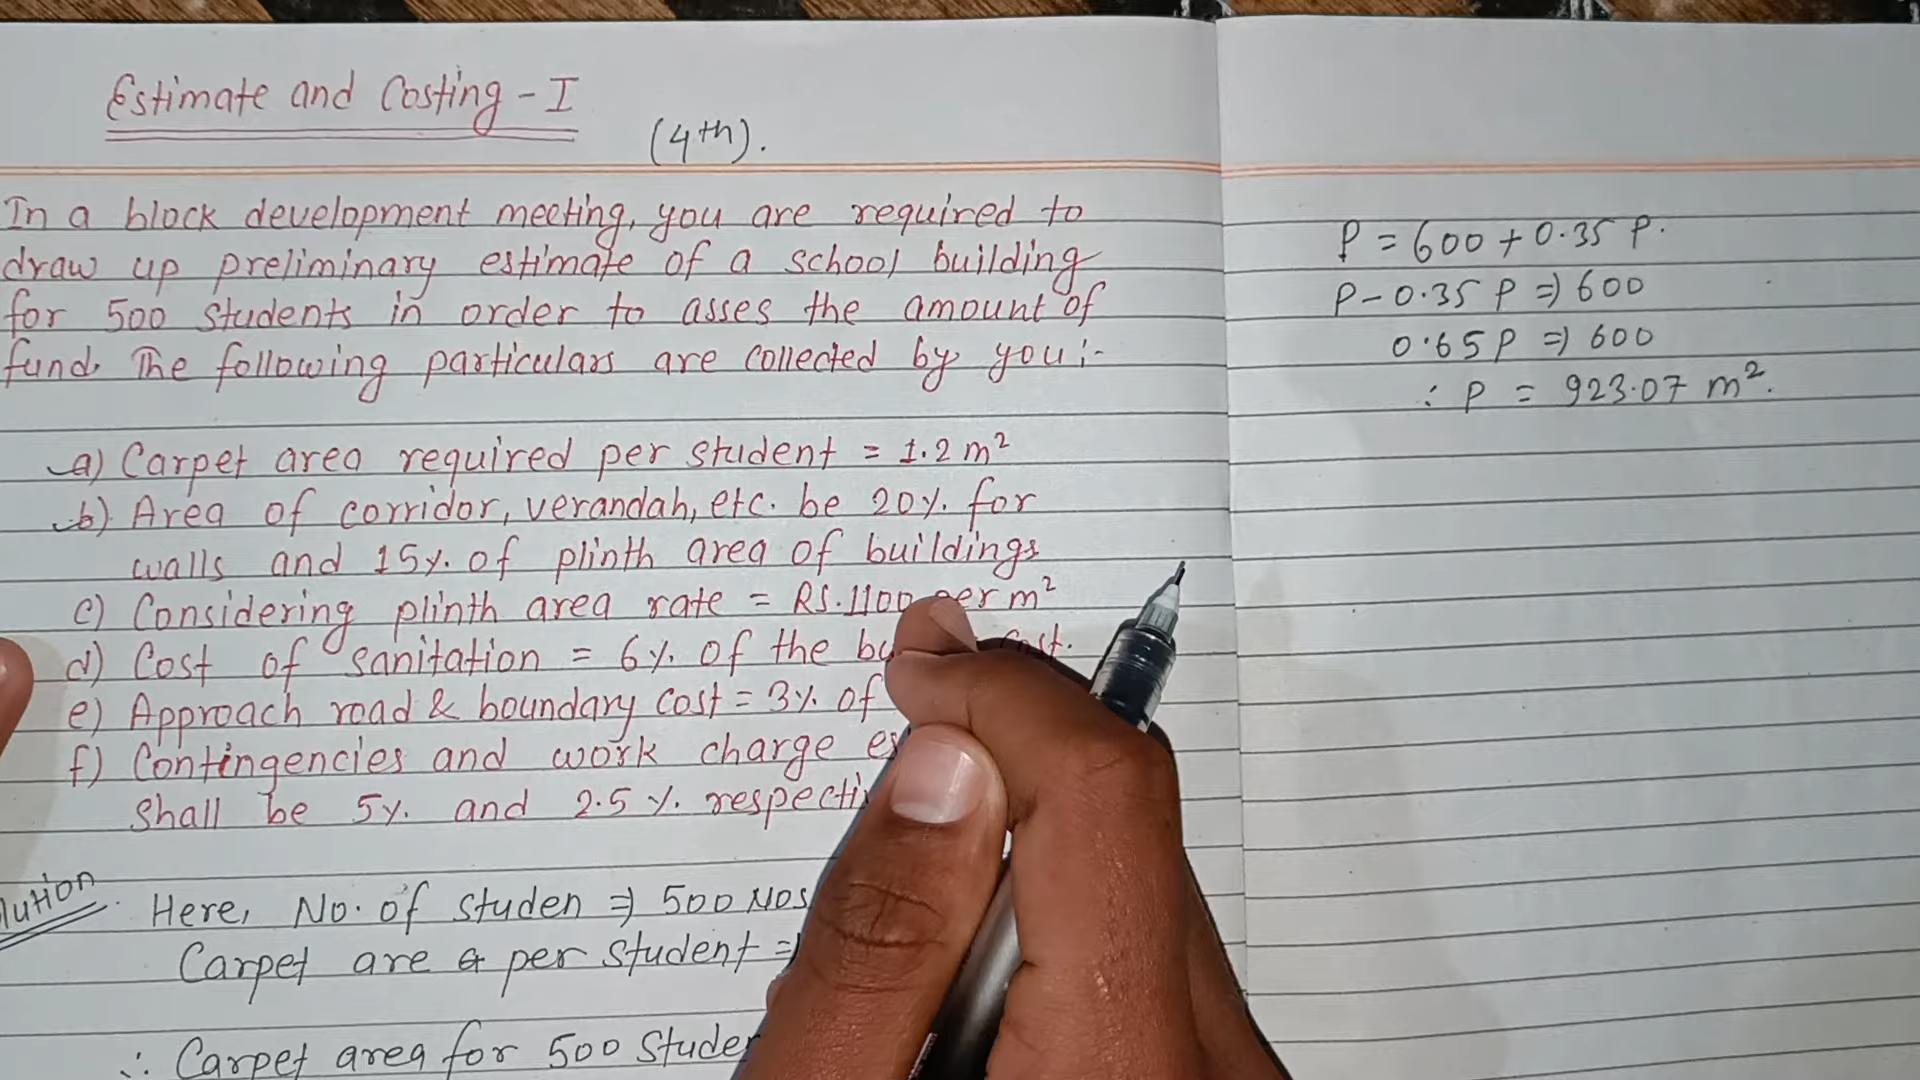 Estimate and Costing - I
(4th).
In a block development meeting, you are required to
draw up preliminary estimate of a school building
for 500 students in order to asses the amount of
fund. The following particulars are collected by you:-
a) Carpet area required per student = 1.2 m²
b) Area of corridor, verandah, etc. be 20%. for
walls and 15%. of plinth area of buildings
c) Considering plinth area rate = RS. 1100 per m²
d) Cost of sanitation = 6%. of the cost.
e) Approach road & boundary cost = 3%. of
f) Contingencies and work charge
shall be 5%. and 2.5 %.
Here, No. of studen ⇒ 500 Nos
Carpet are a per student ⇒
∴ Carpet area for 500
P = 600 + 0.35 P.
P - 0.35 P ⇒ 600
0.65 P ⇒ 600
∴ P = 923.07 m².